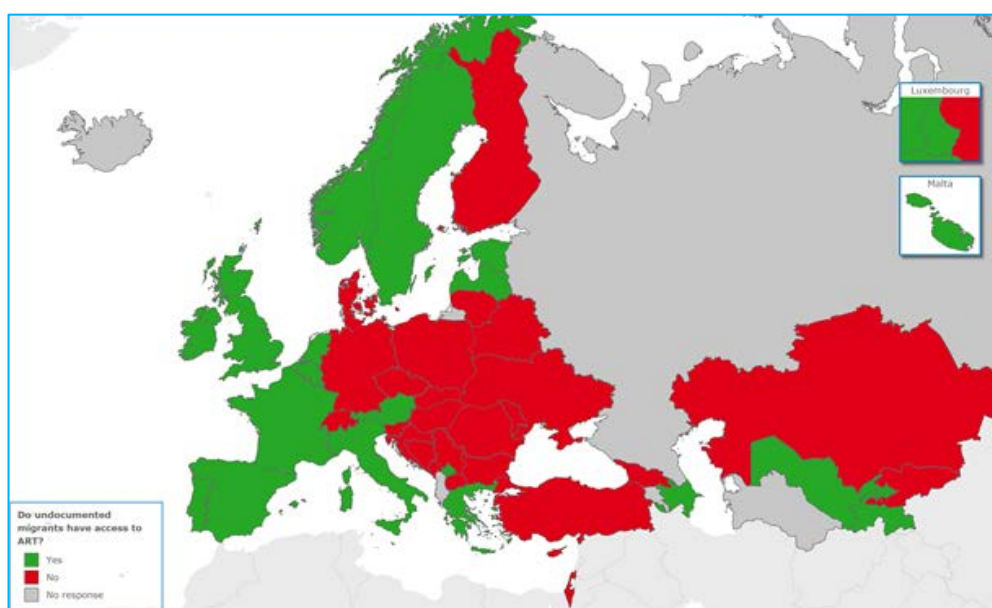 Luxembourg
Malta
Do undocumented
migrants have access to
ART?
Yes
No
No response